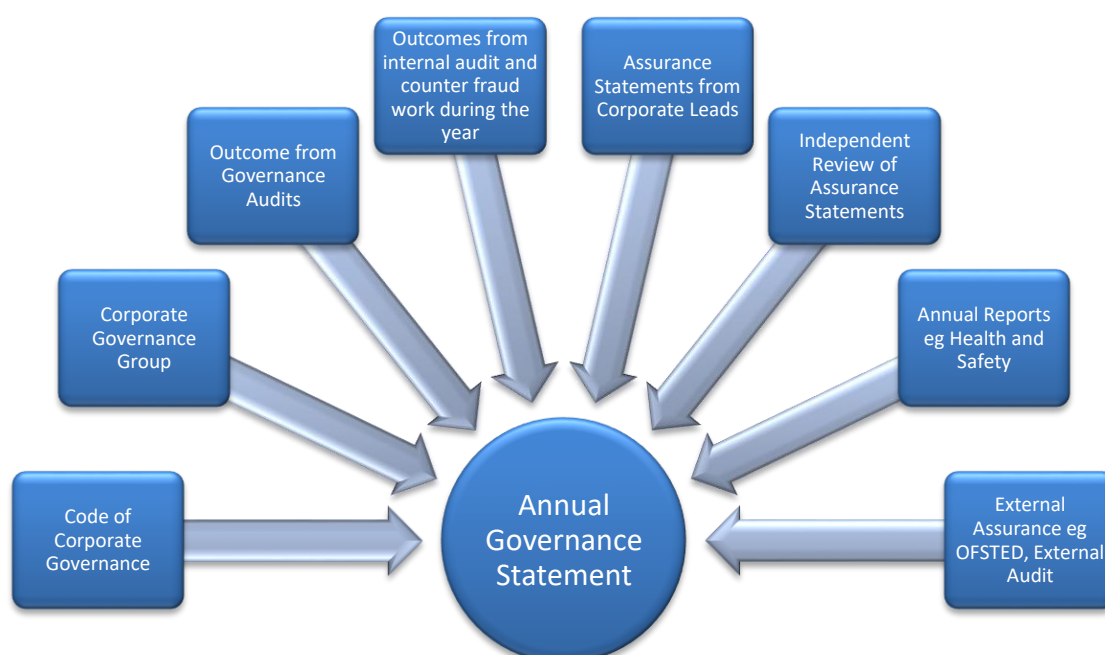 Outcomes from
internal audit and
counter fraud
work during the
year
Assurance
Statements from
Corporate Leads
Outcome from
Governance
Audits
Independent
Review of
Assurance
Statements
Corporate
Governance
Group
Annual Reports
eg Health and
Safety
Code of
Corporate
Governance
Annual
Governance
Statement
External
Assurance eg
OFSTED, External
Audit